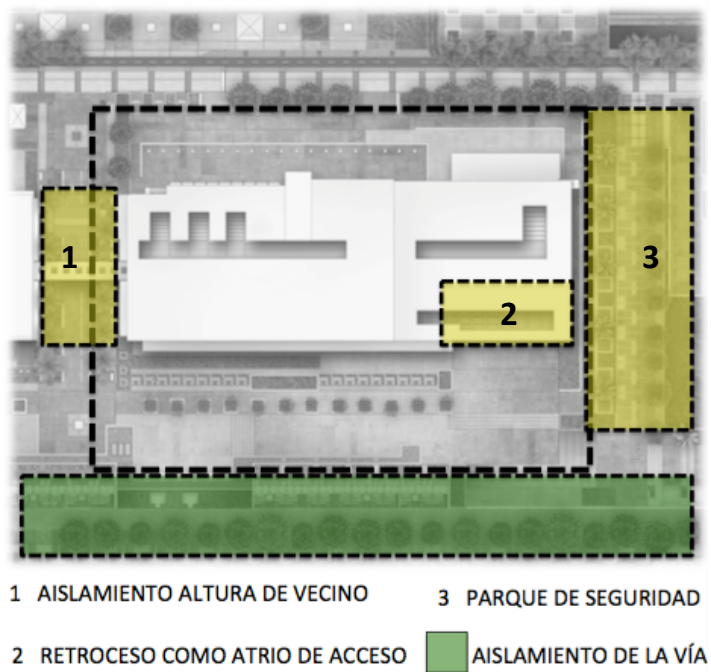 1
2
3
1 AISLAMIENTO ALTURA DE VECINO
3 PARQUE DE SEGURIDAD
2 RETROCESO COMO ATRIO DE ACCESO
AISLAMIENTO DE LA VÍA